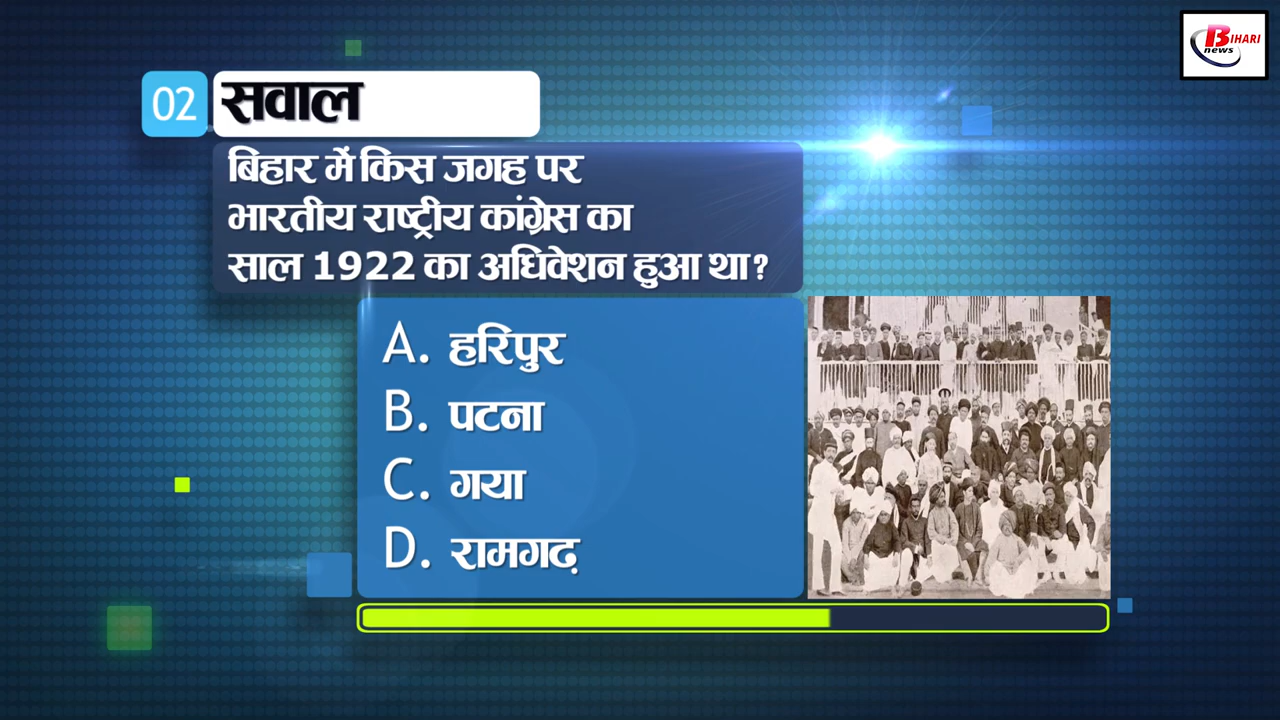 BIHARI
news
02 सवाल
बिहार में किस जगह पर
भारतीय राष्ट्रीय कांग्रेस का
साल 1922 का अधिवेशन हुआ था?
A. हरिपुर
B. पटना
C. गया
D. रामगढ़